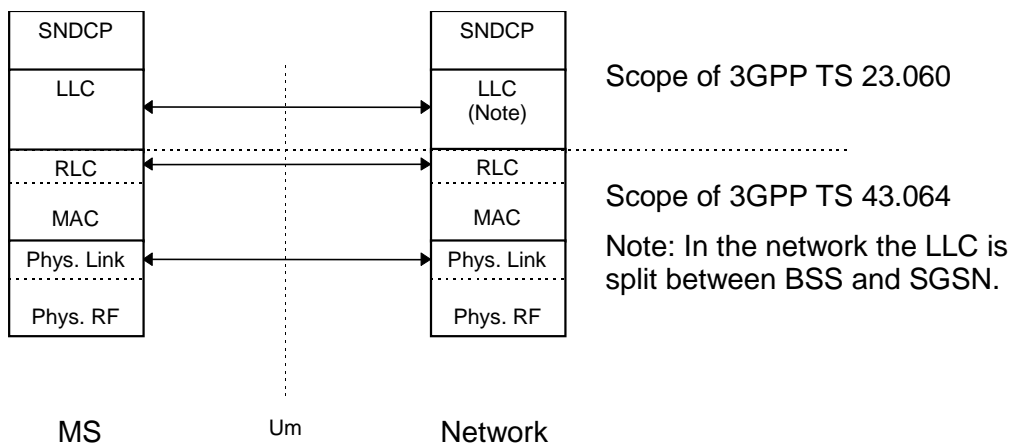 SNDCP
SNDCP
LLC
LLC
(Note)
Scope of 3GPP TS 23.060
RLC
RLC
MAC
MAC
Scope of 3GPP TS 43.064
Note: In the network the LLC is
split between BSS and SGSN.
Phys. Link
Phys. Link
Phys. RF
Phys. RF
MS
Um
Network